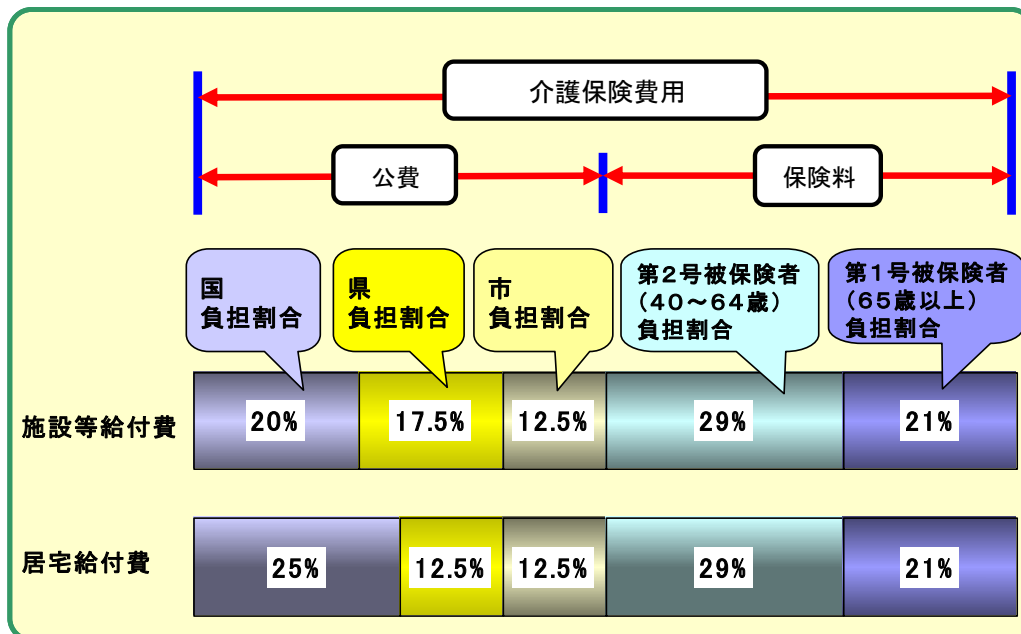 介護保険費用
公費
保険料
国
負担割合
県
負担割合
市
負担割合
第2号被保険者
(40～64歳)
負担割合
第1号被保険者
(65歳以上)
負担割合
施設等給付費
20%
17.5%
12.5%
29%
21%
居宅給付費
25%
12.5%
12.5%
29%
21%